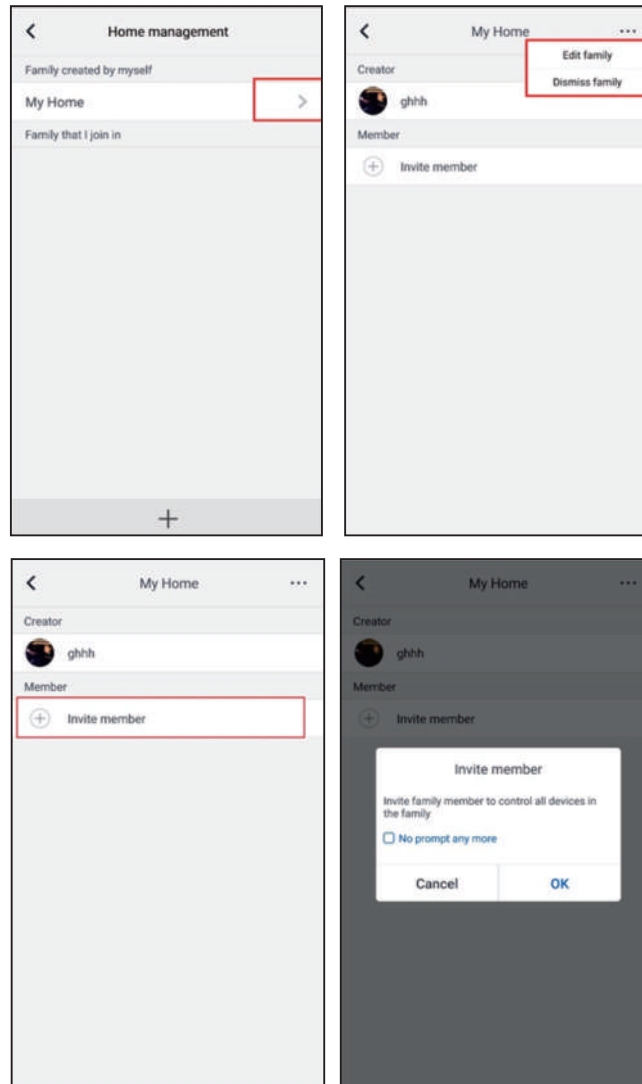 Home management
Family created by myself
My Home
Family that I join in
My Home
Edit family
Dismiss family
Creator
ghhh
Member
Invite member
My Home
Creator
ghhh
Member
Invite member
My Home
Creator
ghhh
Member
Invite member
Invite member
Invite family member to control all devices in
the family
No prompt any more
Cancel OK